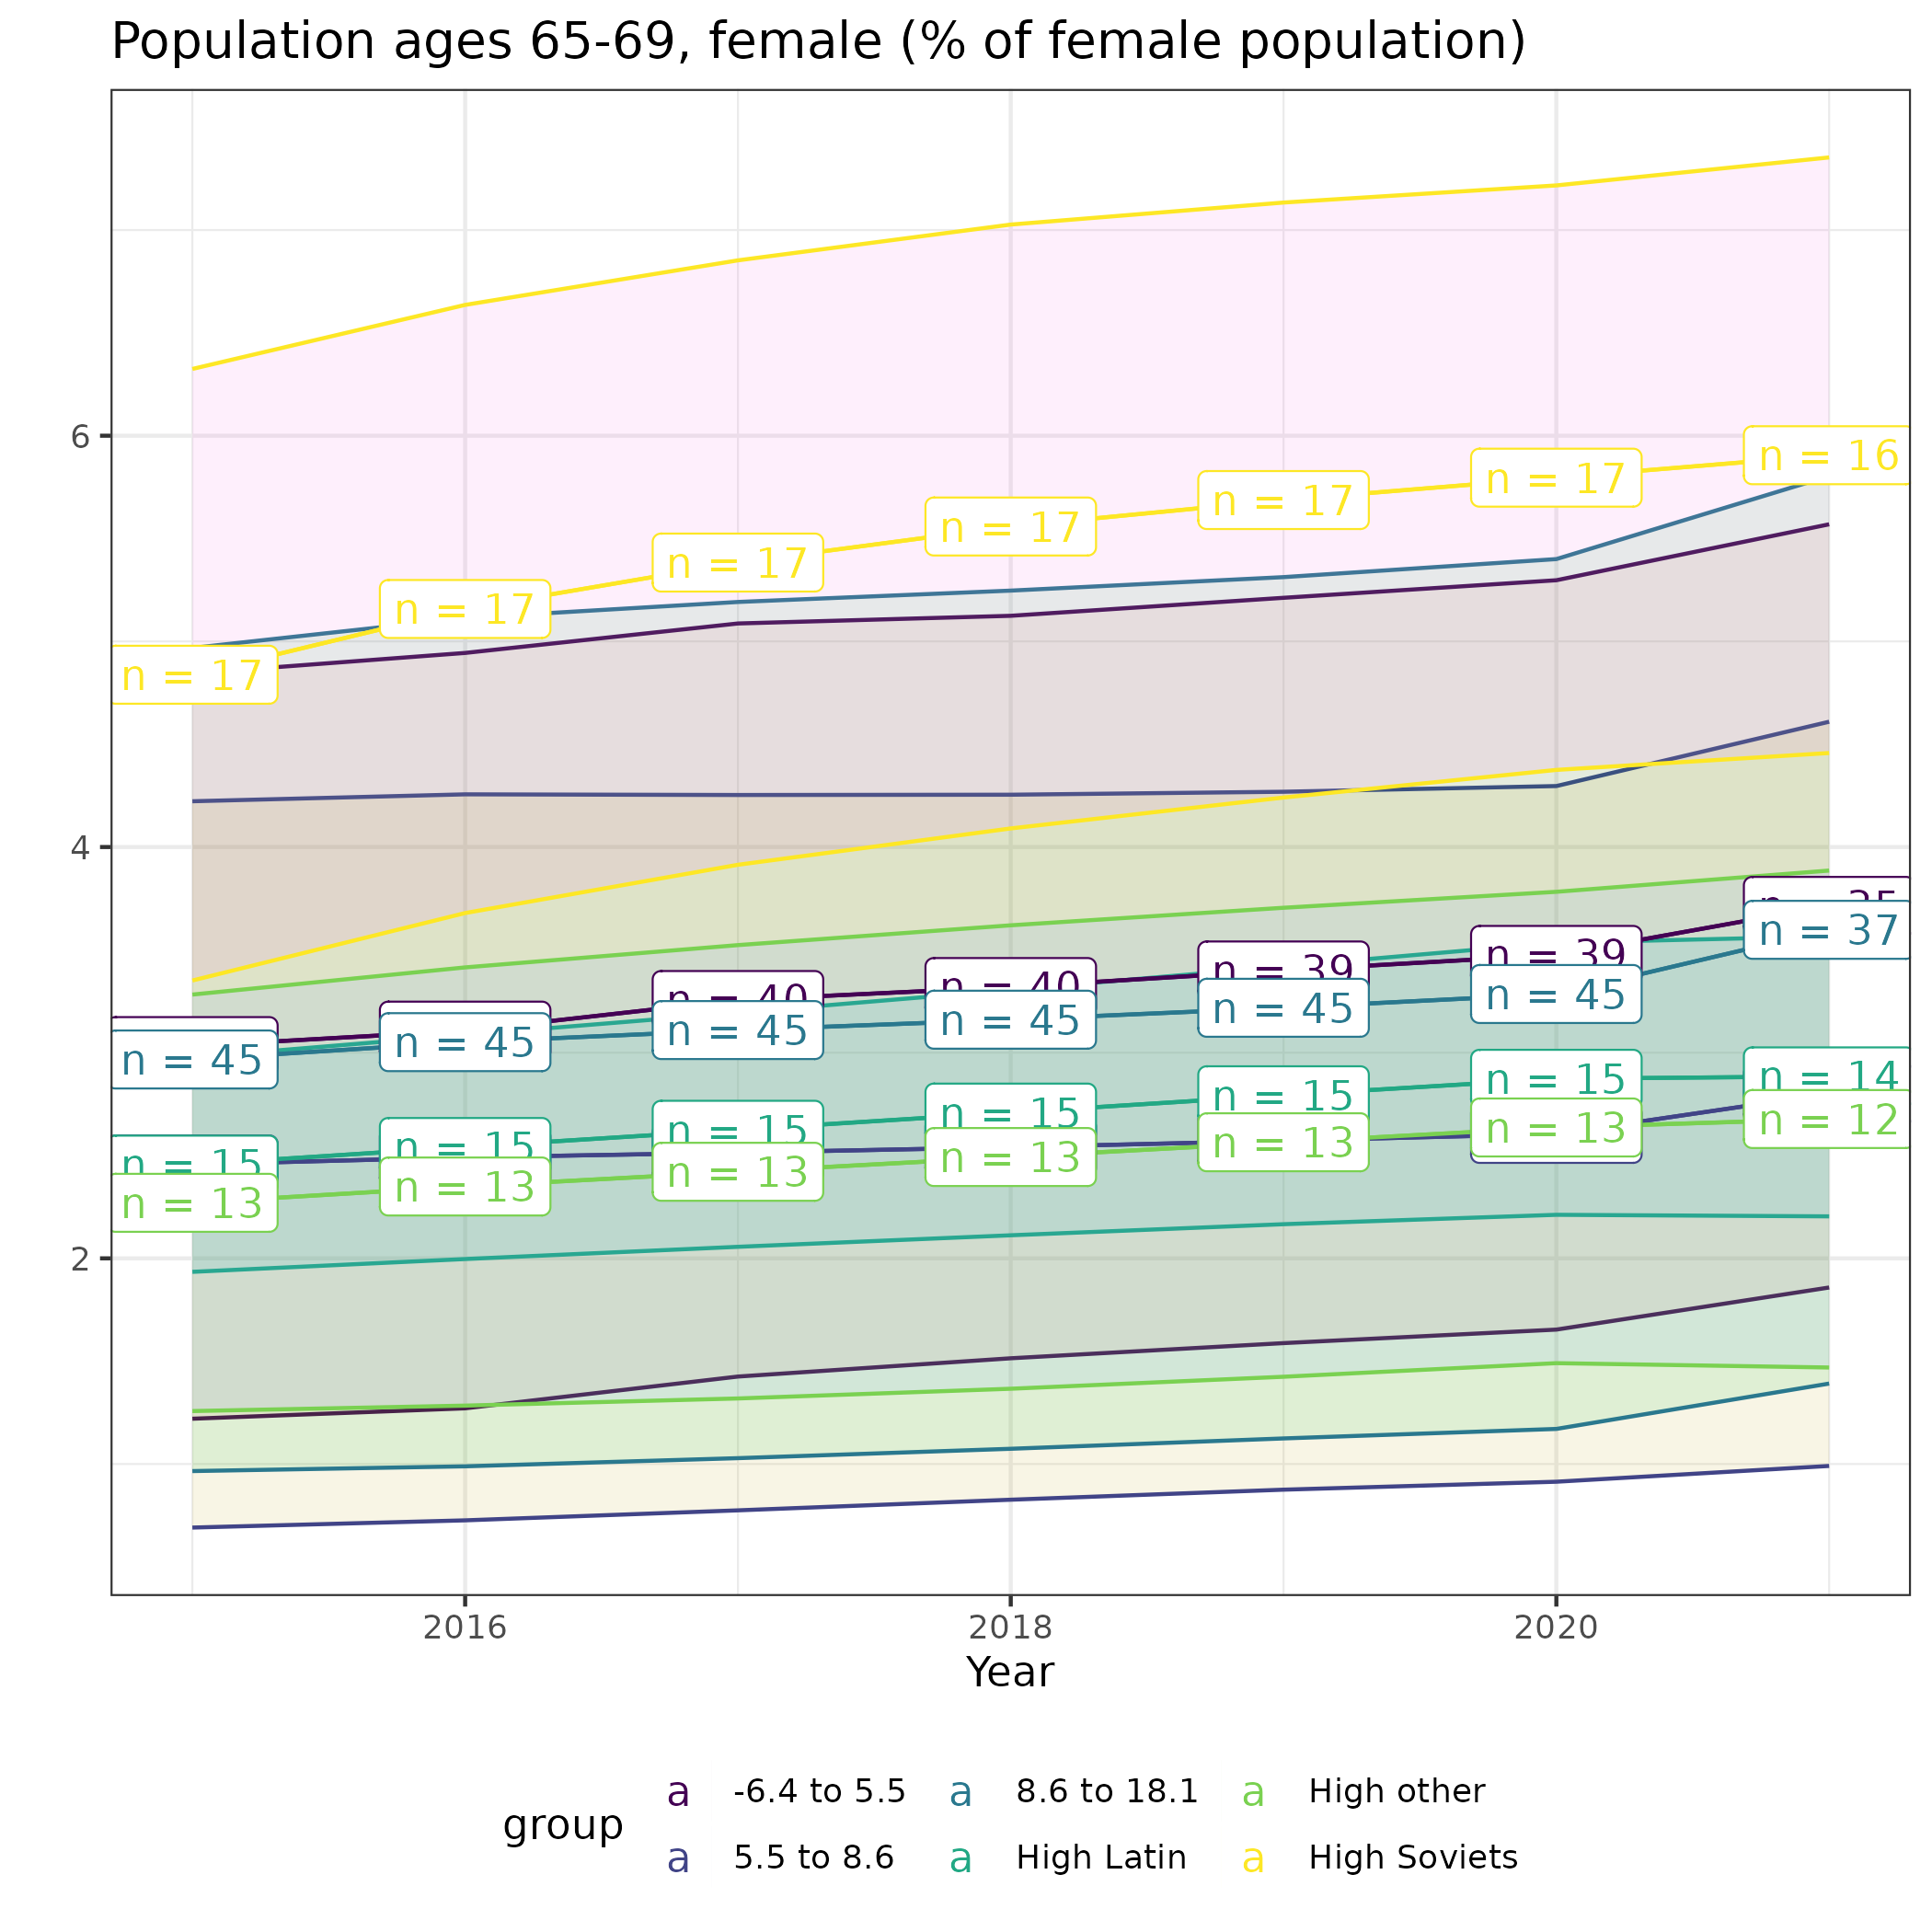 Population ages 65-69, female (% of female population)
6
4
2
n = 17
n = 17
n = 17
n = 17
n = 17
n = 17
n = 16
n = 40
n = 40
n = 39
n = 39
n = 35
n = 45
n = 45
n = 45
n = 45
n = 45
n = 45
n = 37
n = 15
n = 15
n = 15
n = 15
n = 15
n = 15
n = 14
n = 13
n = 13
n = 13
n = 13
n = 13
n = 13
n = 12
2016 2018 2020
Year
group
a -6.4 to 5.5 a 8.6 to 18.1 a High other
a 5.5 to 8.6 a High Latin a High Soviets